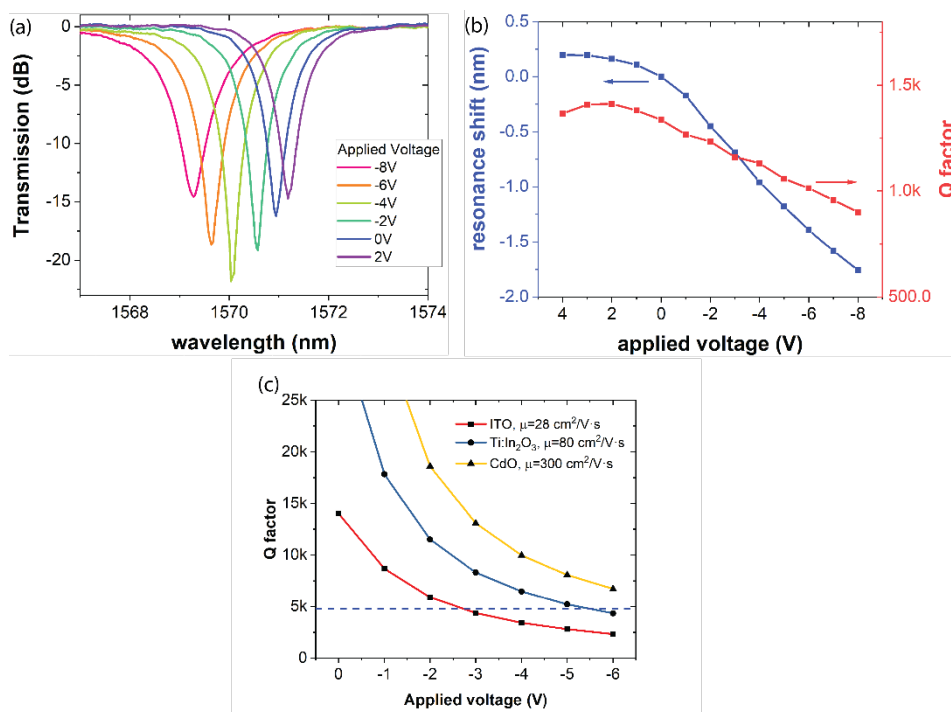 (a)
0
-5
-10
-15
-20
Transmission (dB)
Applied Voltage
-8V
-6V
-4V
-2V
0V
2V
1568
1570
1572
1574
wavelength (nm)
(b)
0.5
0.0
-0.5
-1.0
-1.5
-2.0
resonance shift (nm)
1.5k
1.0k
500.0
Q factor
4
2
0
-2
-4
-6
-8
applied voltage (V)
(c)
25k
20k
15k
10k
5k
0
Q factor
ITO, μ=28 cm²/V·s
Ti:In₂O₃, μ=80 cm²/V·s
CdO, μ=300 cm²/V·s
0
-1
-2
-3
-4
-5
-6
Applied voltage (V)